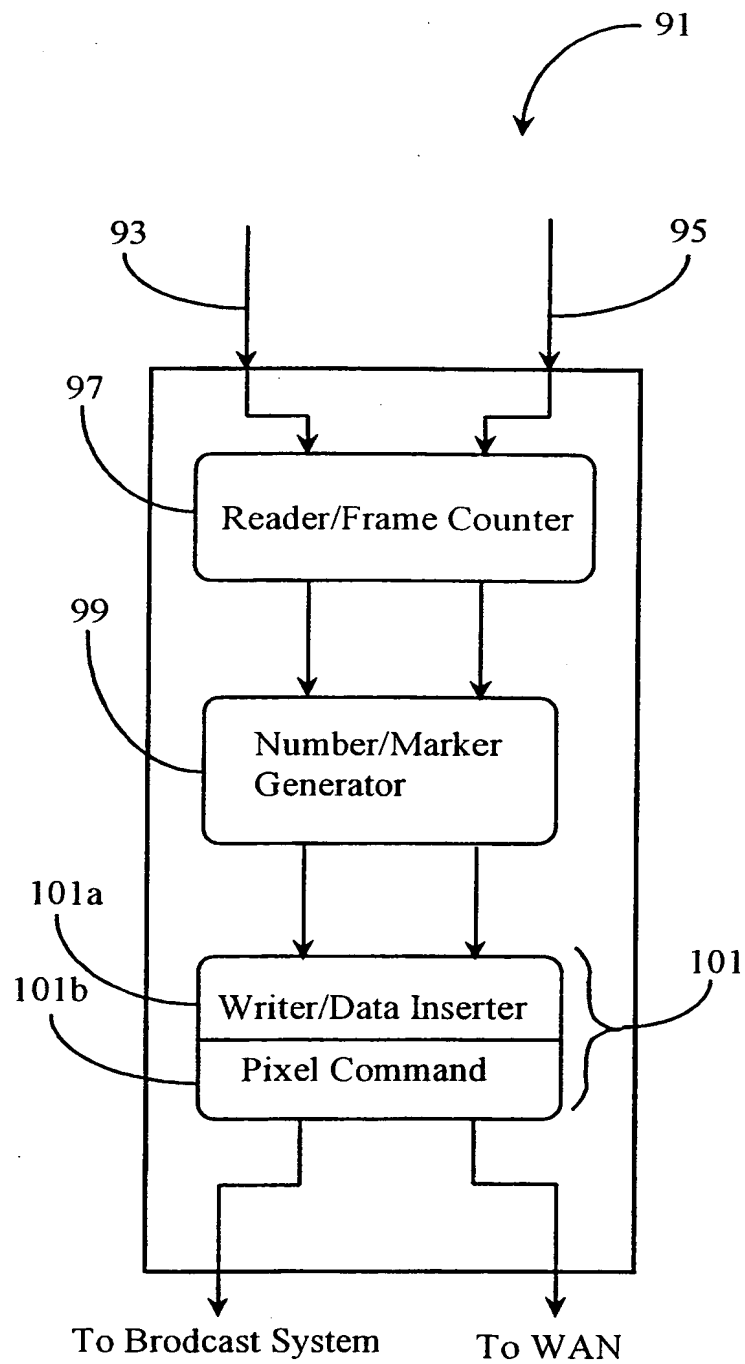 91
93
95
97
Reader/Frame Counter
99
Number/Marker
Generator
101a
101
101b
Writer/Data Inserter
Pixel Command
To Brodcast System
To WAN